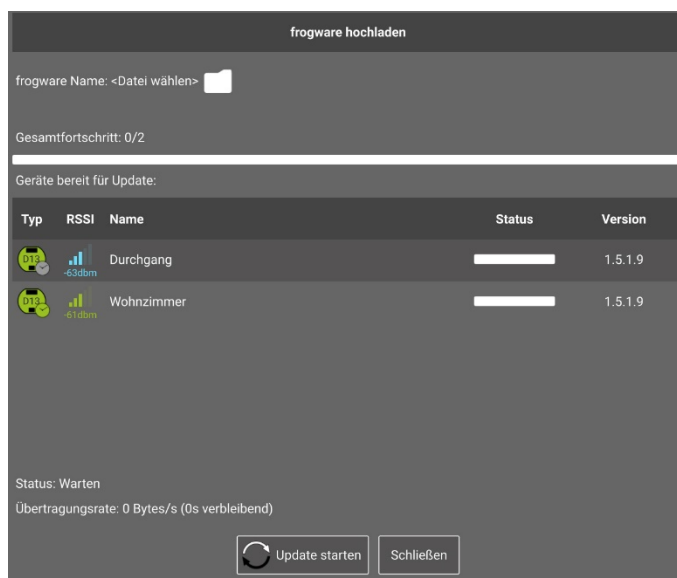 frogware hochladen
frogware Name: <Datei wählen>
Gesamtfortschritt: 0/2
Geräte bereit für Update:
Typ RSSI Name Status Version
D13 -63dbm Durchgang 1.5.1.9
D13 -61dbm Wohnzimmer 1.5.1.9
Status: Warten
Übertragungsrate: 0 Bytes/s (0s verbleibend)
Update starten Schließen